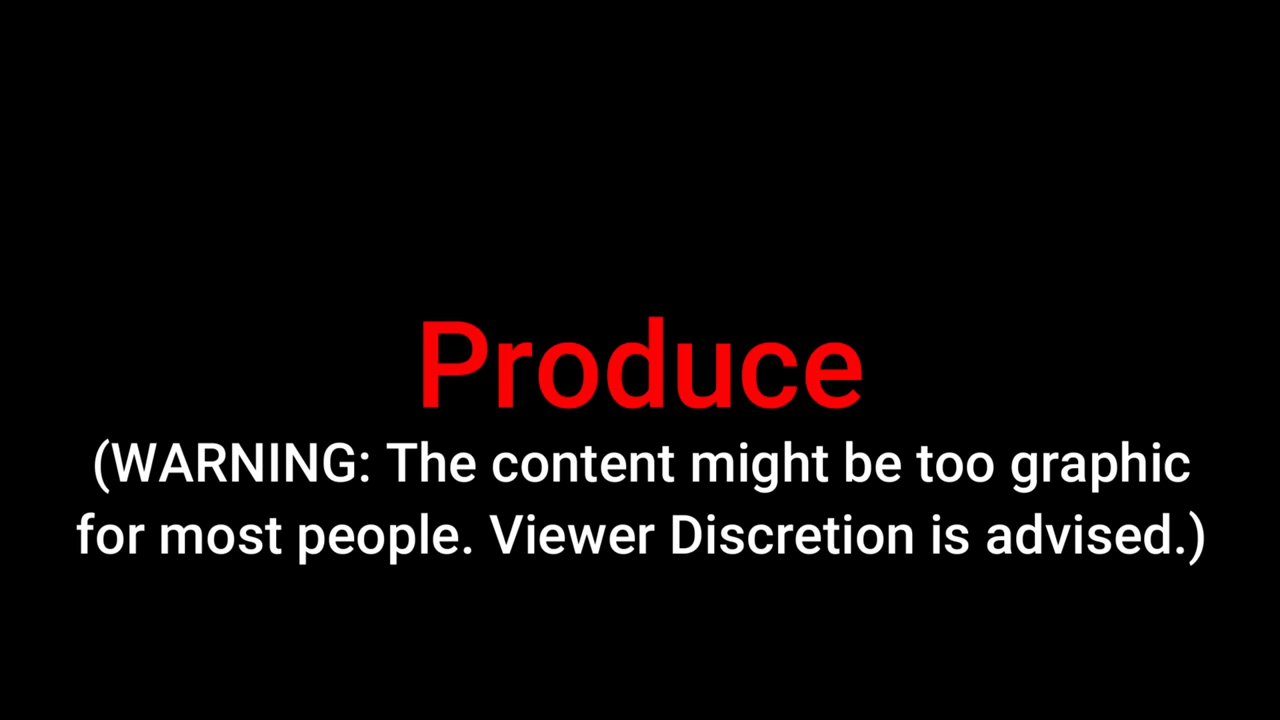 Produce
(WARNING: The content might be too graphic
for most people. Viewer Discretion is advised.)